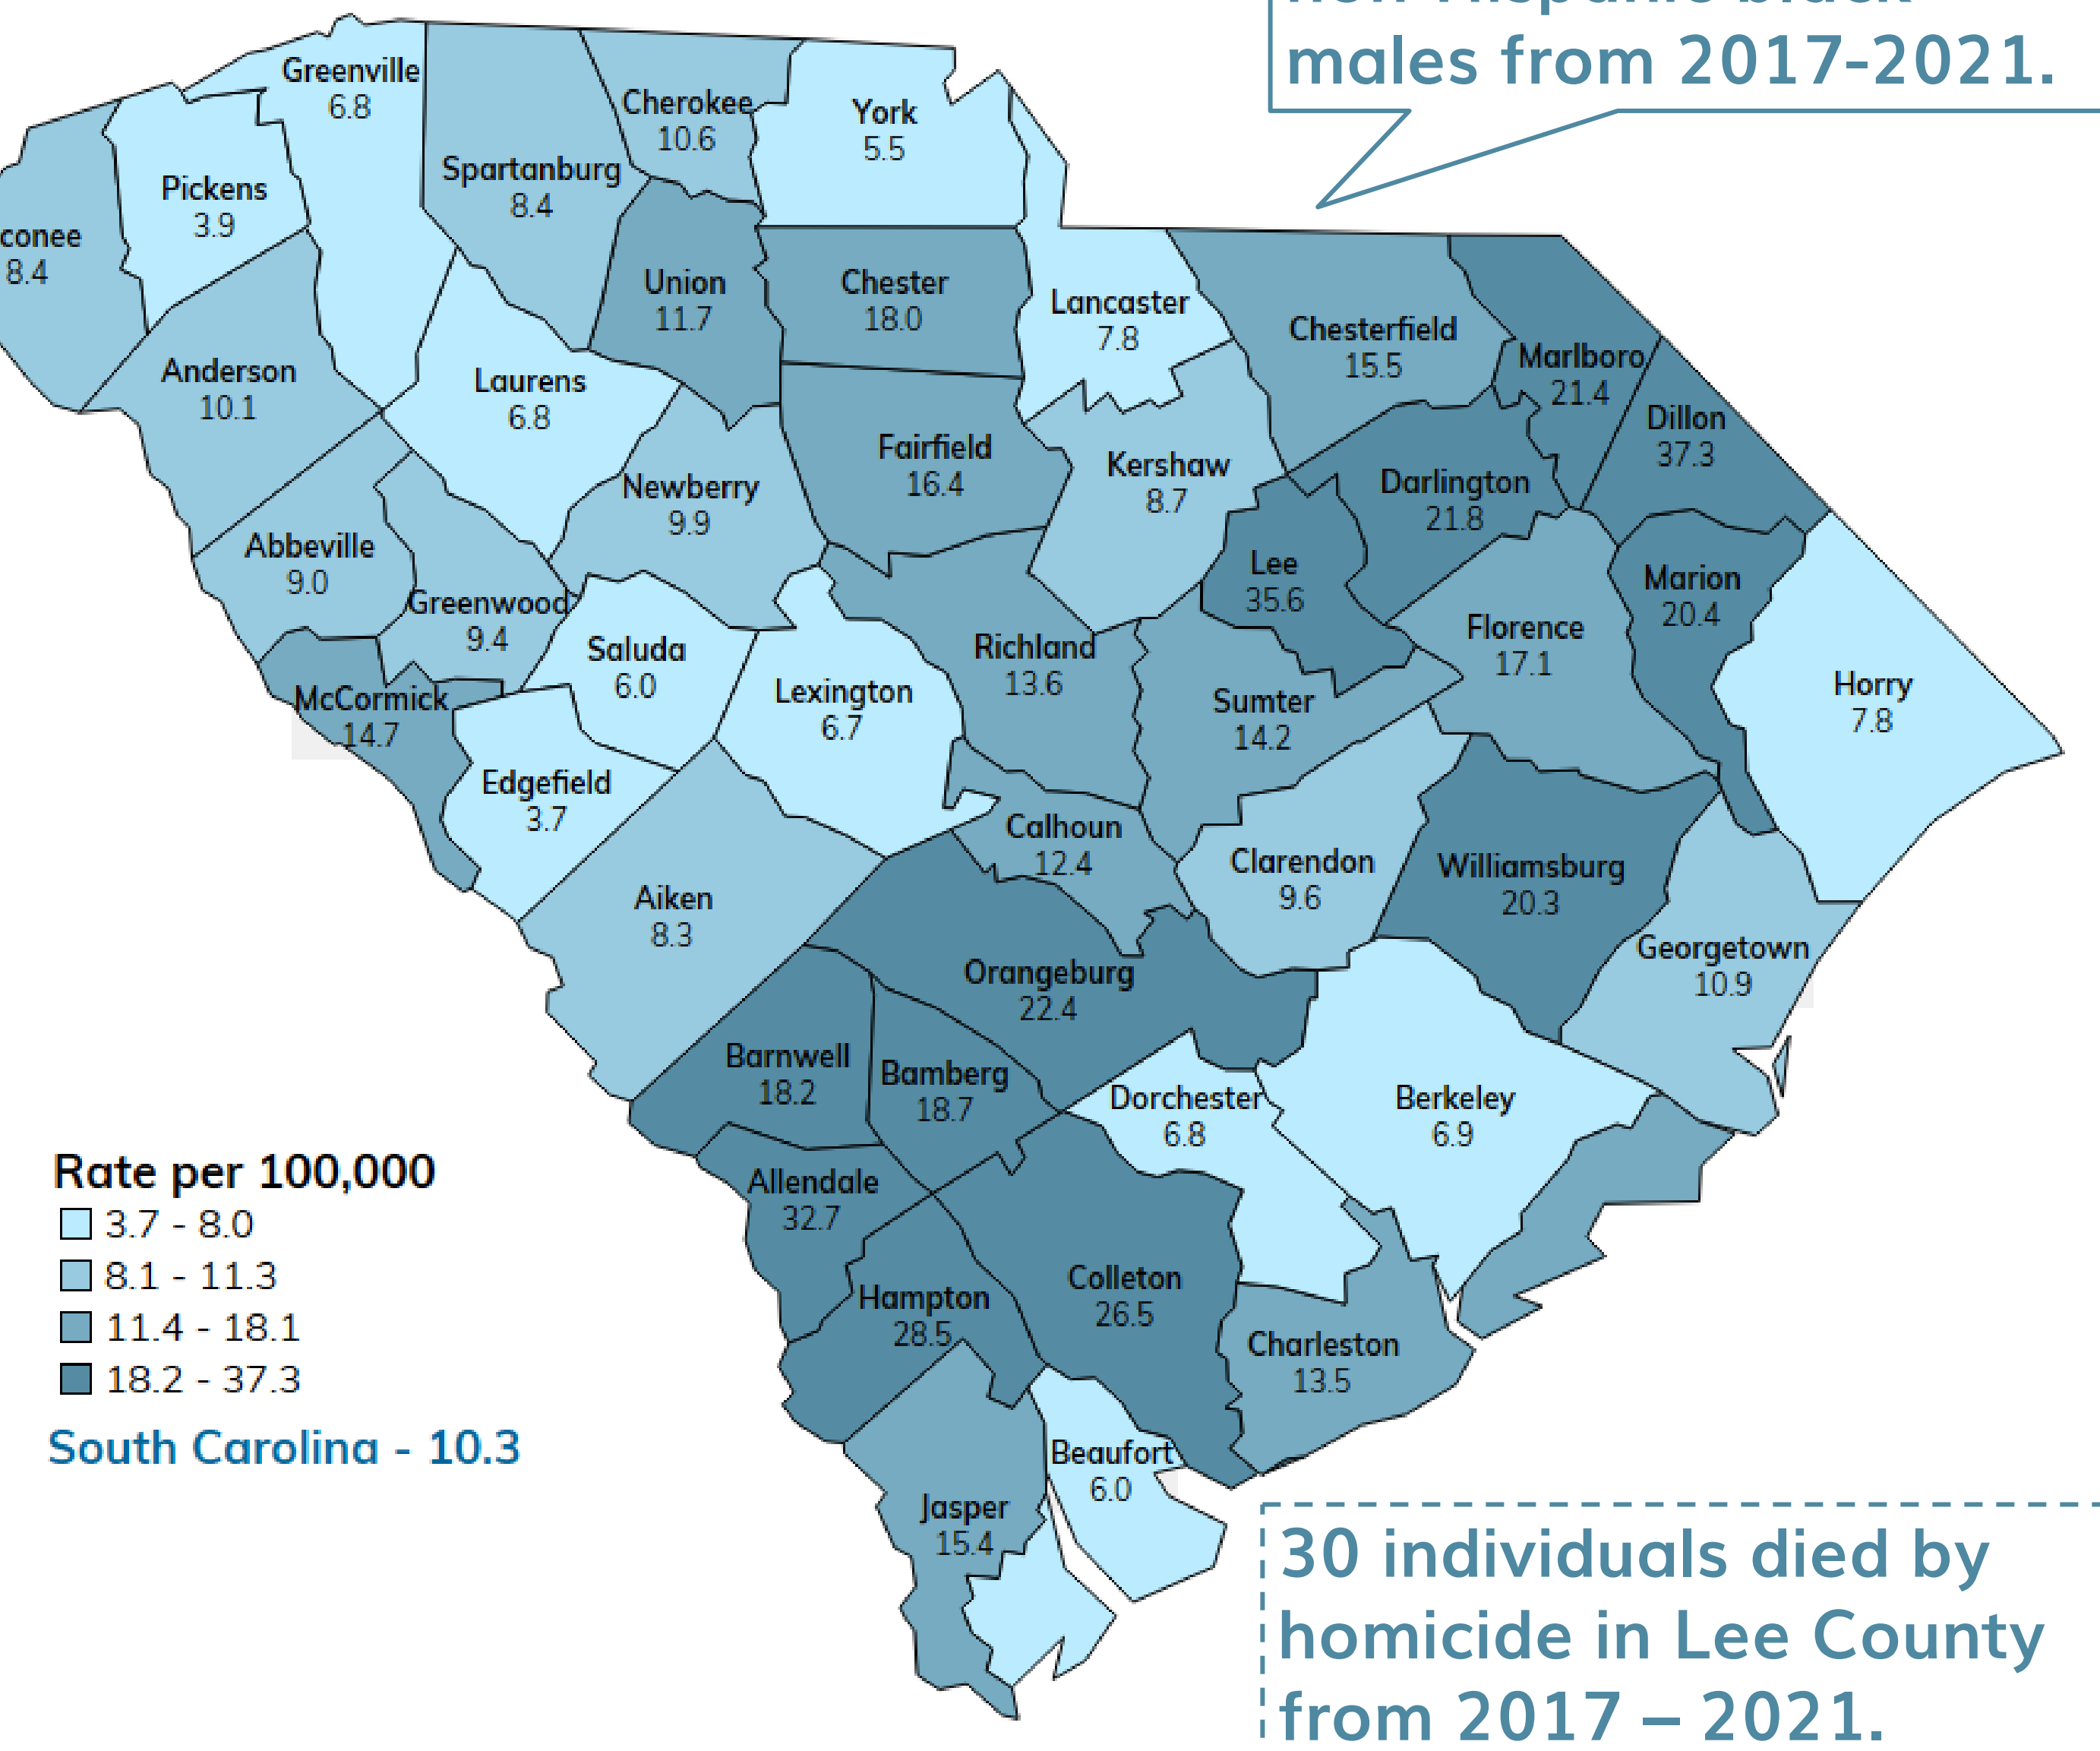 males from 2017-2021.
Greenville
6.8
Cherokee
10.6
York
5.5
Spartanburg
8.4
Pickens
3.9
conee
8.4
Union
11.7
Chester
18.0
Lancaster
7.8
Chesterfield
15.5
Marlboro
21.4
Anderson
10.1
Laurens
6.8
Dillon
37.3
Fairfield
16.4
Kershaw
8.7
Darlington
21.8
Newberry
9.9
Abbeville
9.0
Lee
35.6
Marion
20.4
Greenwood
9.4
Florence
17.1
Saluda
6.0
Richland
13.6
Lexington
6.7
Horry
7.8
McCormick
14.7
Sumter
14.2
Edgefield
3.7
Calhoun
12.4
Clarendon
9.6
Williamsburg
20.3
Aiken
8.3
Georgetown
10.9
Orangeburg
22.4
Barnwell
18.2
Bamberg
18.7
Dorchester
6.8
Berkeley
6.9
Allendale
32.7
Colleton
26.5
Hampton
28.5
Charleston
13.5
Beaufort
6.0
Jasper
15.4
Rate per 100,000
3.7 - 8.0
8.1 - 11.3
11.4 - 18.1
18.2 - 37.3
South Carolina - 10.3
30 individuals died by
homicide in Lee County
from 2017 – 2021.